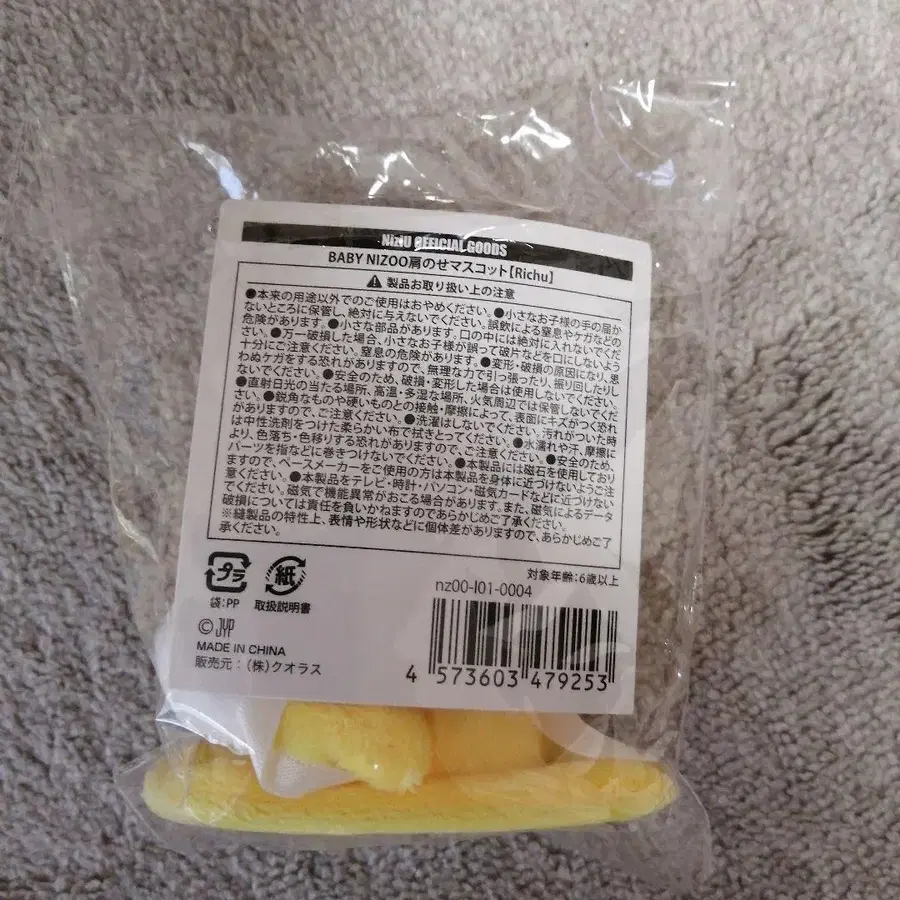 NiziU OFFICIAL GOODS
BABY NIZOO肩のせマスコット【Richu】
製品お取り扱い上の注意
●本来の用途以外でのご使用はおやめください。●小さなお子様の手の届か
ないところに保管し、絶対に与えないでください。誤飲による窒息やケガなどの
危険があります。●小さな部品があります。口の中には絶対に入れないでくだ
さい。窒息の危険があります。●変形・破損の原因になり、思
十分にご注意ください。
●万一破損した場合、小さなお子様が誤って破片などを口にしないよう
わぬケガをする恐れがありますので、無理な力で引っ張ったり、振り回したりし
ないでください。●安全のため、破損・変形した場合は使用しないでください。
●直射日光の当たる場所、高温・多湿な場所、火気周辺では保管しないでくだ
さい。●鋭角なものや硬いものとの接触・摩擦によって、表面にキズがつく恐れ
がありますので、ご注意ください。●洗濯はしないでください。汚れがついた時
は中性洗剤をつけた柔らかい布で拭きとってください。●水濡れや汗、摩擦に
より、色落ち・色移りする恐れがありますので、ご注意ください。●安全のため、
パーツを指などに巻きつけないでください。●本製品には磁石を使用しており
ますので、ペースメーカーをご使用の方は本製品を身体に近づけないようご注
意ください。●本製品をテレビ・時計・パソコン・磁気カードなどに近づけない
でください。磁気で機能異常がおこる場合があります。また、磁気によるデータ
破損については責任を負いかねますのであらかじめご了承ください。
※縫製品の特性上、表情や形状などに個体差がありますので、あらかじめご了
承ください。
対象年齢:6歳以上
プラ
袋:PP
紙
取扱説明書
nz00-I01-0004
© JYP
MADE IN CHINA
販売元:(株)クオラス
4 573603 479253